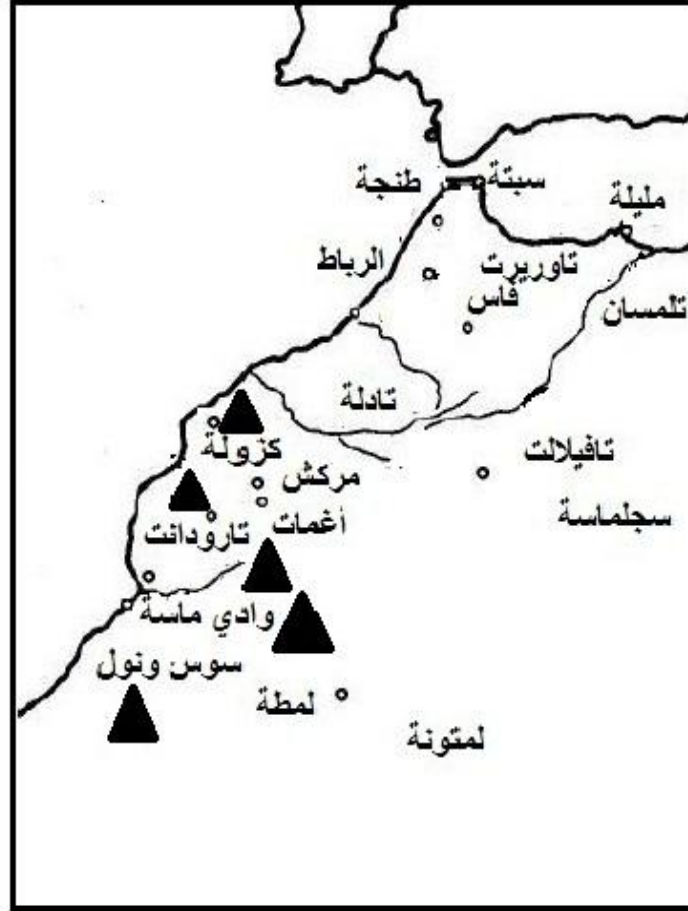 سبتة
طنجة
مليلة
الرباط
تاوريرت
فاس
تلمسان
تادلة
كزولة
تافيلالت
مركش
أغمات
سجلماسة
تارودانت
وادي ماسة
سوس ونول
لمطة
لمتونة